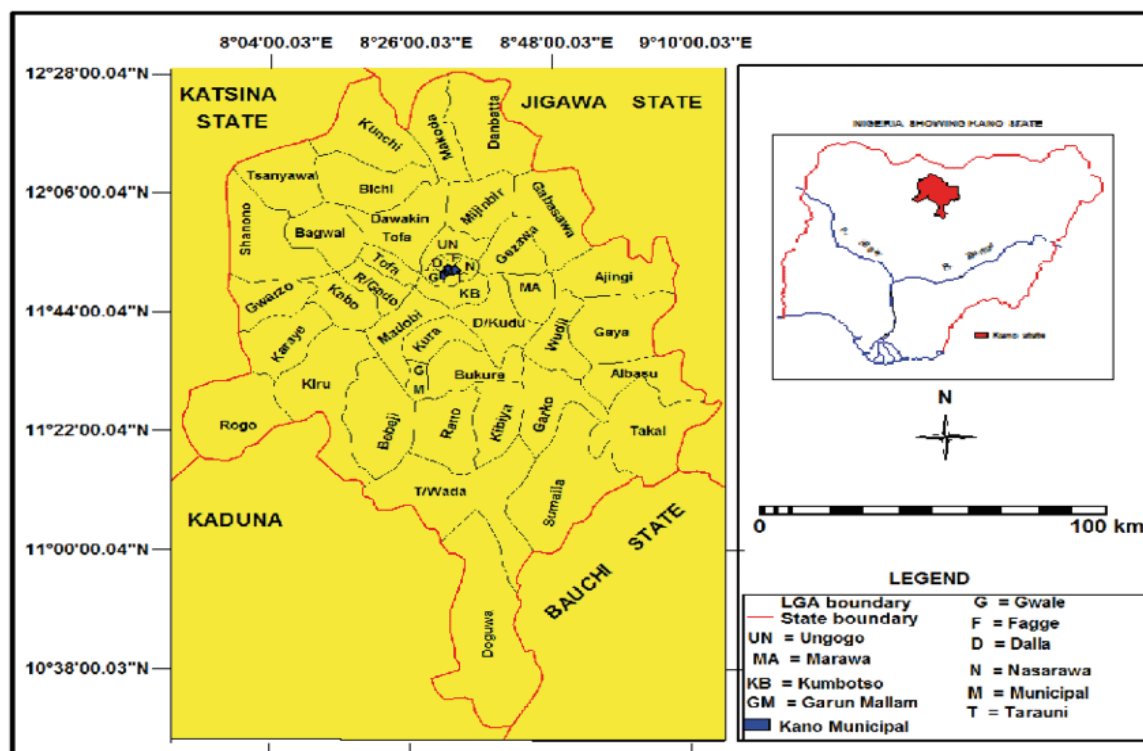 8°04'00.03"E
8°26'00.03"E
8°48'00.03"E
9°10'00.03"E
12°28'00.04"N
12°06'00.04"N
11°44'00.04"N
11°22'00.04"N
11°00'00.04"N
10°38'00.03"N
KATSINA
STATE
JIGAWA STATE
Kunchi
Makoda
Danbatta
Tsanyawa
Bichi
Shanono
Bagwai
Dawakin
Tofa
Mijinbir
Gabasawa
UN
D
F
N
G
Gezawa
Tofa
R/Gado
KB
MA
Ajingi
Gwarzo
Kabo
Madobi
Kura
D/Kudu
Wudji
Gaya
Karaye
Kiru
G
M
Bukure
Albasu
Rogo
Bebeji
Rano
Kibiya
Garko
Takai
T/Wada
Sumaila
KADUNA
BAUCHI STATE
Doguwa
NIGERIA SHOWING KANO STATE
Kano state
N
0
100 km
LEGEND
LGA boundary
State boundary
UN = Ungogo
MA = Marawa
KB = Kumbotso
GM = Garun Mallam
Kano Municipal
G = Gwale
F = Fagge
D = Dalla
N = Nasarawa
M = Municipal
T = Tarauni